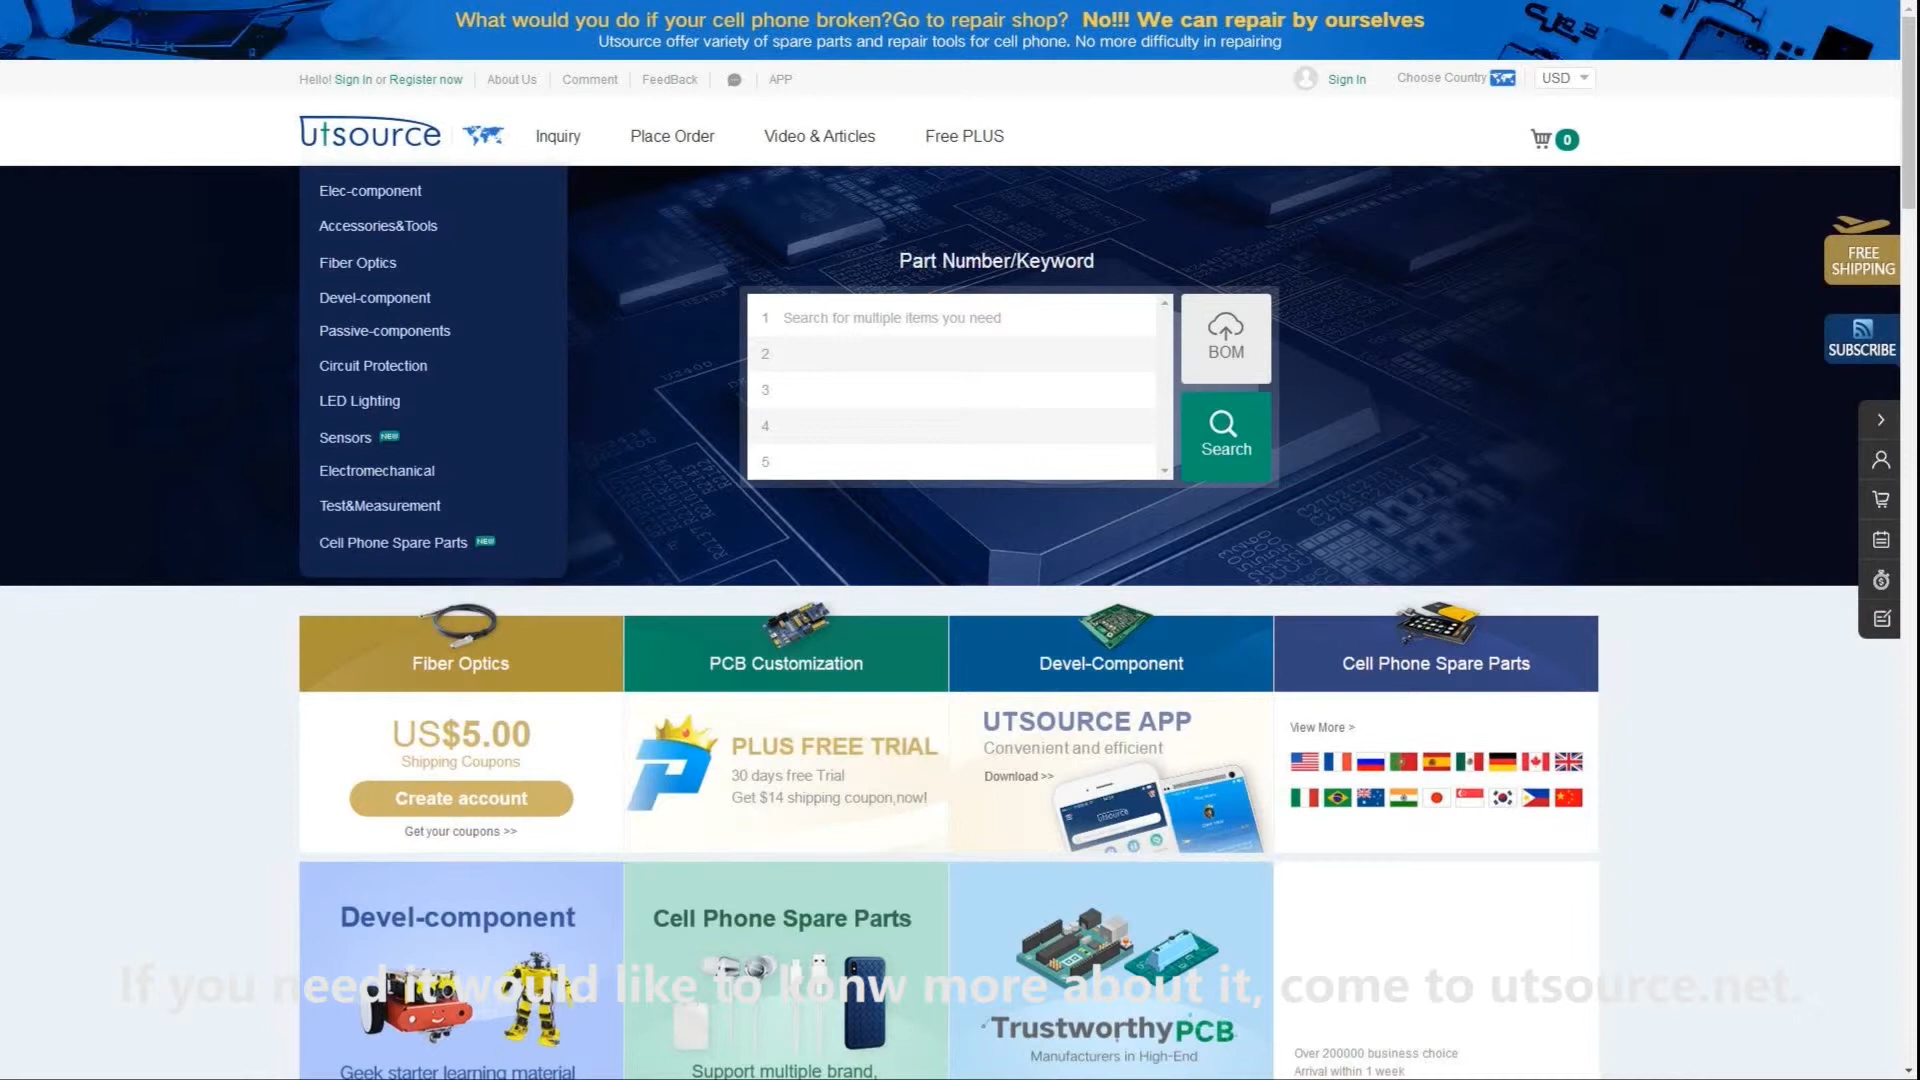 What would you do if your cell phone broken?Go to repair shop? No!!! We can repair by ourselves
Utsource offer variety of spare parts and repair tools for cell phone. No more difficulty in repairing
Hello! Sign In or Register now
About Us
Comment
FeedBack
APP
Sign In
Choose Country
USD
utsource
Inquiry
Place Order
Video & Articles
Free PLUS
0
Elec-component
Accessories&Tools
Fiber Optics
Devel-component
Passive-components
Circuit Protection
LED Lighting
Sensors NEW
Electromechanical
Test&Measurement
Cell Phone Spare Parts NEW
Part Number/Keyword
1 Search for multiple items you need
2
3
4
5
BOM
Search
FREE
SHIPPING
SUBSCRIBE
Fiber Optics
PCB Customization
Devel-Component
Cell Phone Spare Parts
US$5.00
Shipping Coupons
Create account
Get your coupons >>
PLUS FREE TRIAL
30 days free Trial
Get $14 shipping coupon,now!
UTSOURCE APP
Convenient and efficient
Download >>
utsource
View More >
Devel-component
Geek starter learning material
Cell Phone Spare Parts
Support multiple brand,
TrustworthyPCB
Manufacturers in High-End
Over 200000 business choice
Arrival within 1 week
If you need it would like to konw more about it, come to utsource.net.